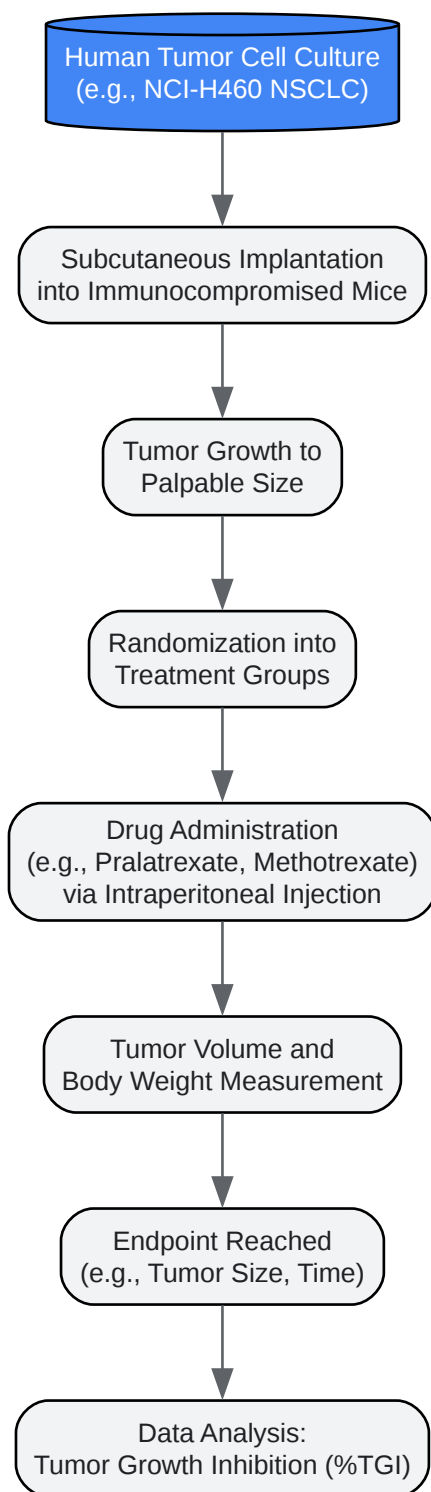 Human Tumor Cell Culture
(e.g., NCI-H460 NSCLC)
Subcutaneous Implantation
into Immunocompromised Mice
Tumor Growth to
Palpable Size
Randomization into
Treatment Groups
Drug Administration
(e.g., Pralatrexate, Methotrexate)
via Intraperitoneal Injection
Tumor Volume and
Body Weight Measurement
Endpoint Reached
(e.g., Tumor Size, Time)
Data Analysis:
Tumor Growth Inhibition (%TGI)